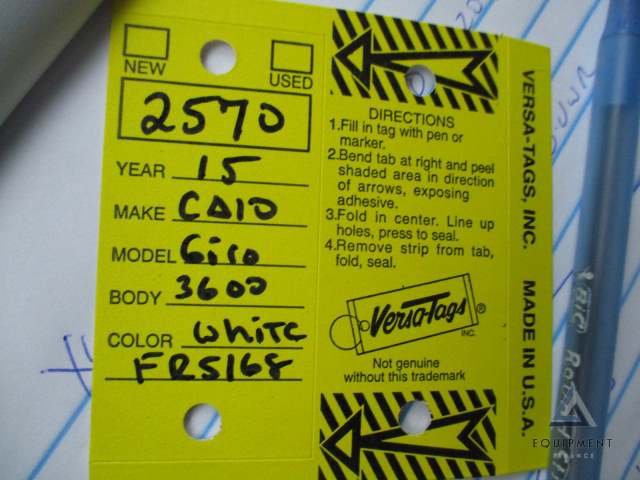 NEW
USED
2570
YEAR 15
MAKE CAIO
MODEL Giro
BODY 3600
COLOR White
FR5168
DIRECTIONS
1.Fill in tag with pen or
marker.
2.Bend tab at right and peel
shaded area in direction
of arrows, exposing
adhesive.
3.Fold in center. Line up
holes, press to seal.
4.Remove strip from tab,
fold, seal.
Versa-Tags ®
INC.
Not genuine
without this trademark
VERSA-TAGS, INC. MADE IN U.S.A.
BIC
EQUIPMENT
FINANCE